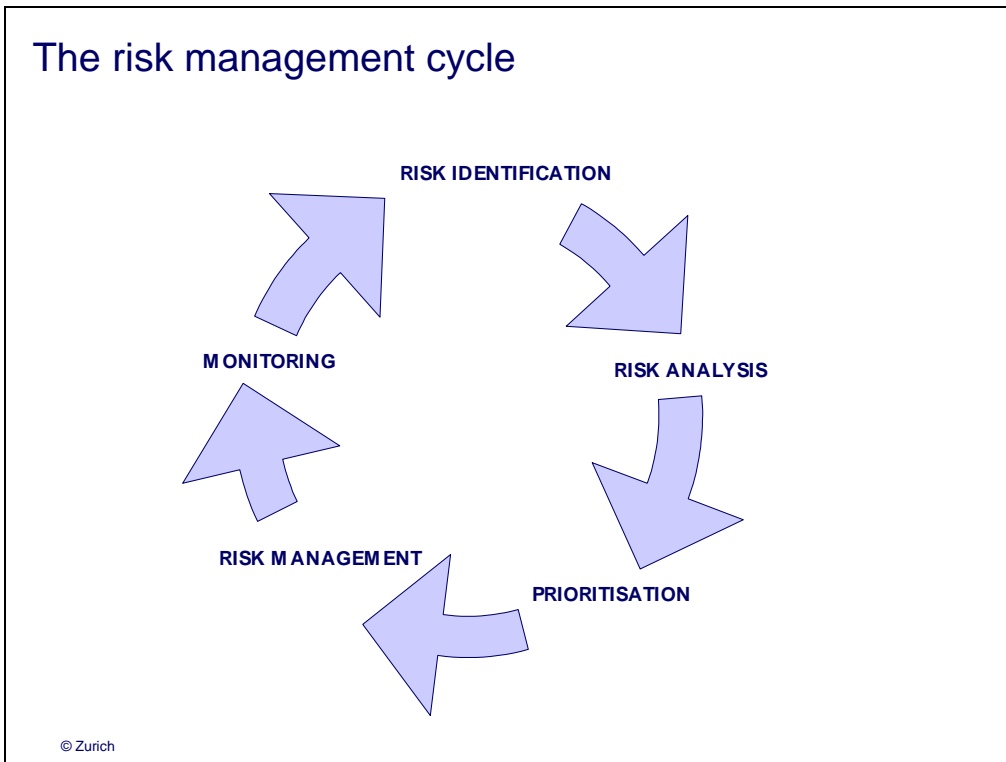 The risk management cycle
RISK IDENTIFICATION
RISK ANALYSIS
PRIORITISATION
RISK MANAGEMENT
MONITORING
© Zurich